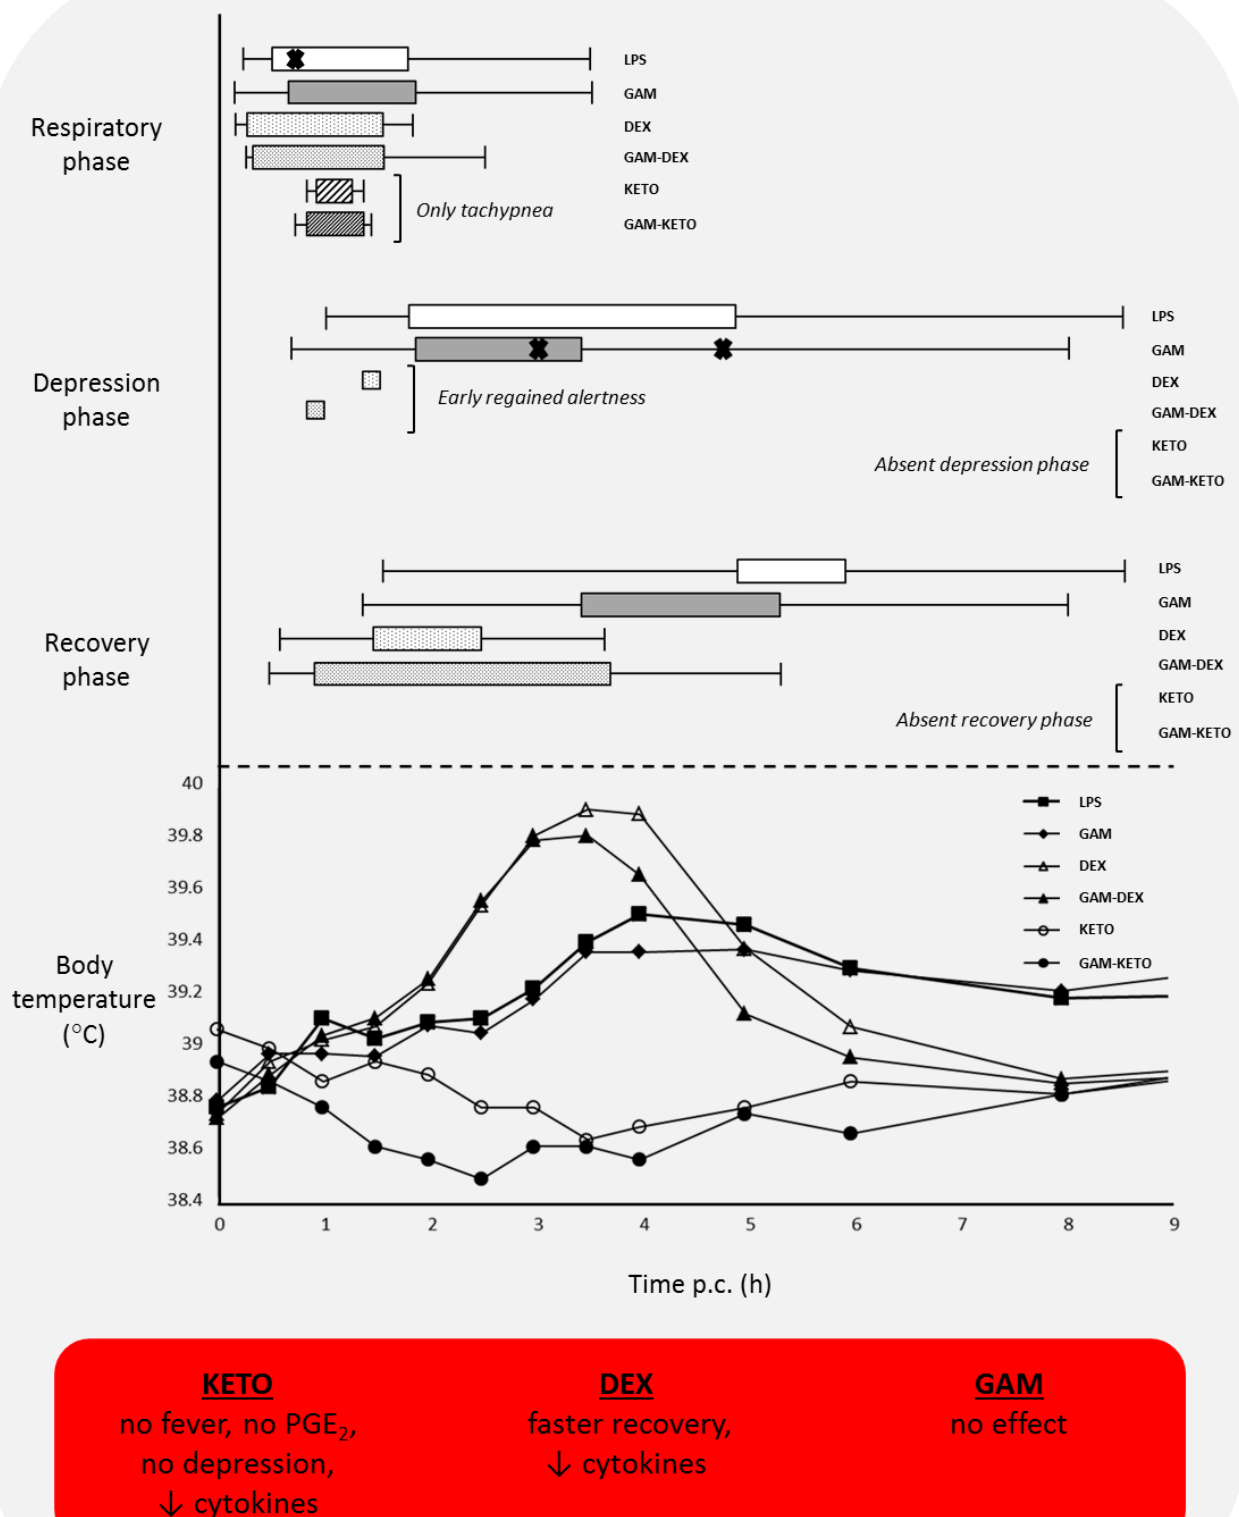 LPS
GAM
DEX
GAM-DEX
KETO
GAM-KETO
Respiratory
phase
Only tachypnea
LPS
GAM
DEX
GAM-DEX
KETO
GAM-KETO
Depression
phase
Early regained alertness
Absent depression phase
LPS
GAM
DEX
GAM-DEX
KETO
GAM-KETO
Recovery
phase
Absent recovery phase
40
39.8
39.6
39.4
39.2
39
38.8
38.6
38.4
Body
temperature
(°C)
LPS
GAM
DEX
GAM-DEX
KETO
GAM-KETO
0 1 2 3 4 5 6 7 8 9
Time p.c. (h)
KETO
no fever, no PGE₂,
no depression,
↓ cytokines
DEX
faster recovery,
↓ cytokines
GAM
no effect